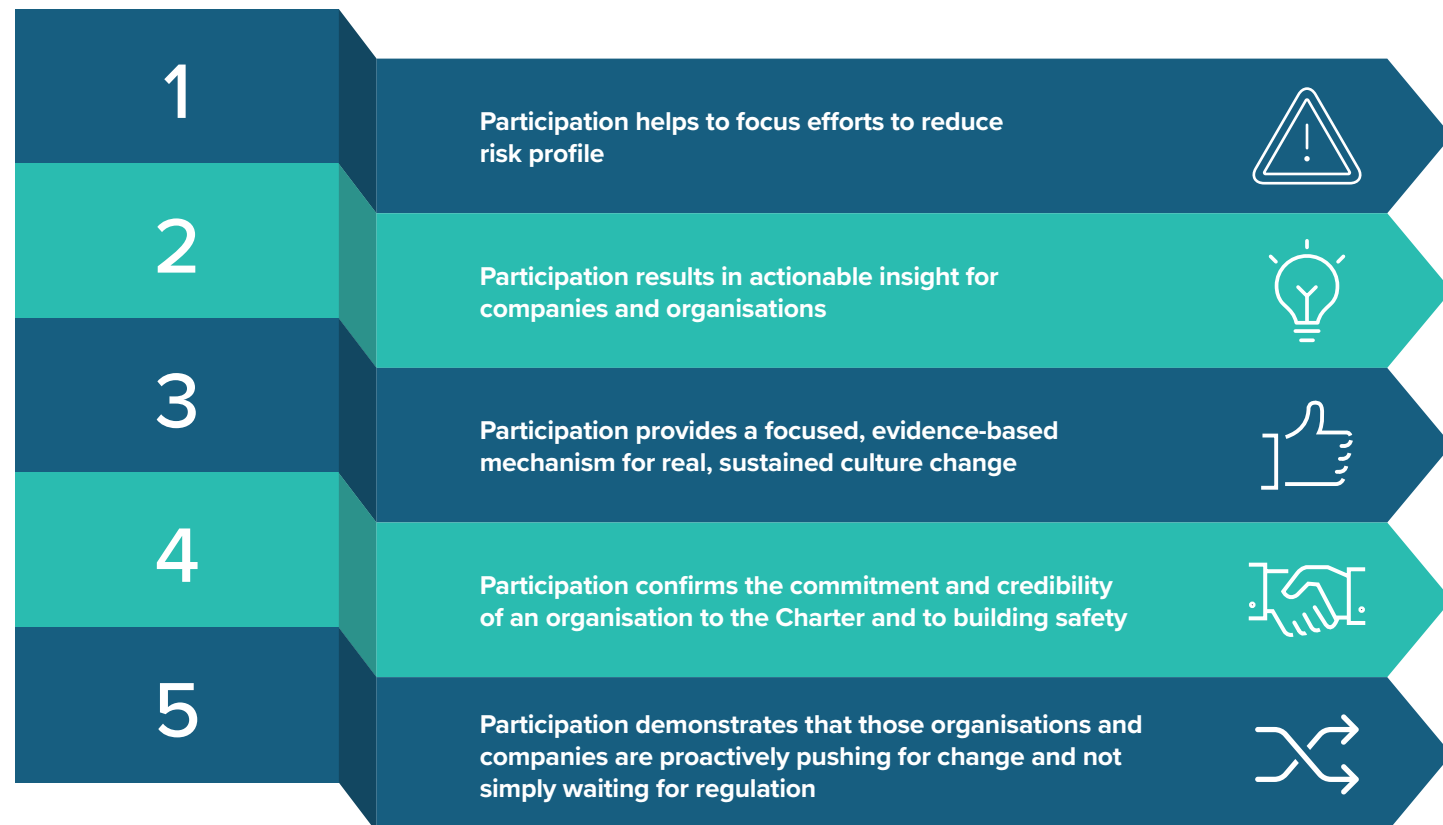 1
Participation helps to focus efforts to reduce
risk profile
2
Participation results in actionable insight for
companies and organisations
3
Participation provides a focused, evidence-based
mechanism for real, sustained culture change
4
Participation confirms the commitment and credibility
of an organisation to the Charter and to building safety
5
Participation demonstrates that those organisations and
companies are proactively pushing for change and not
simply waiting for regulation